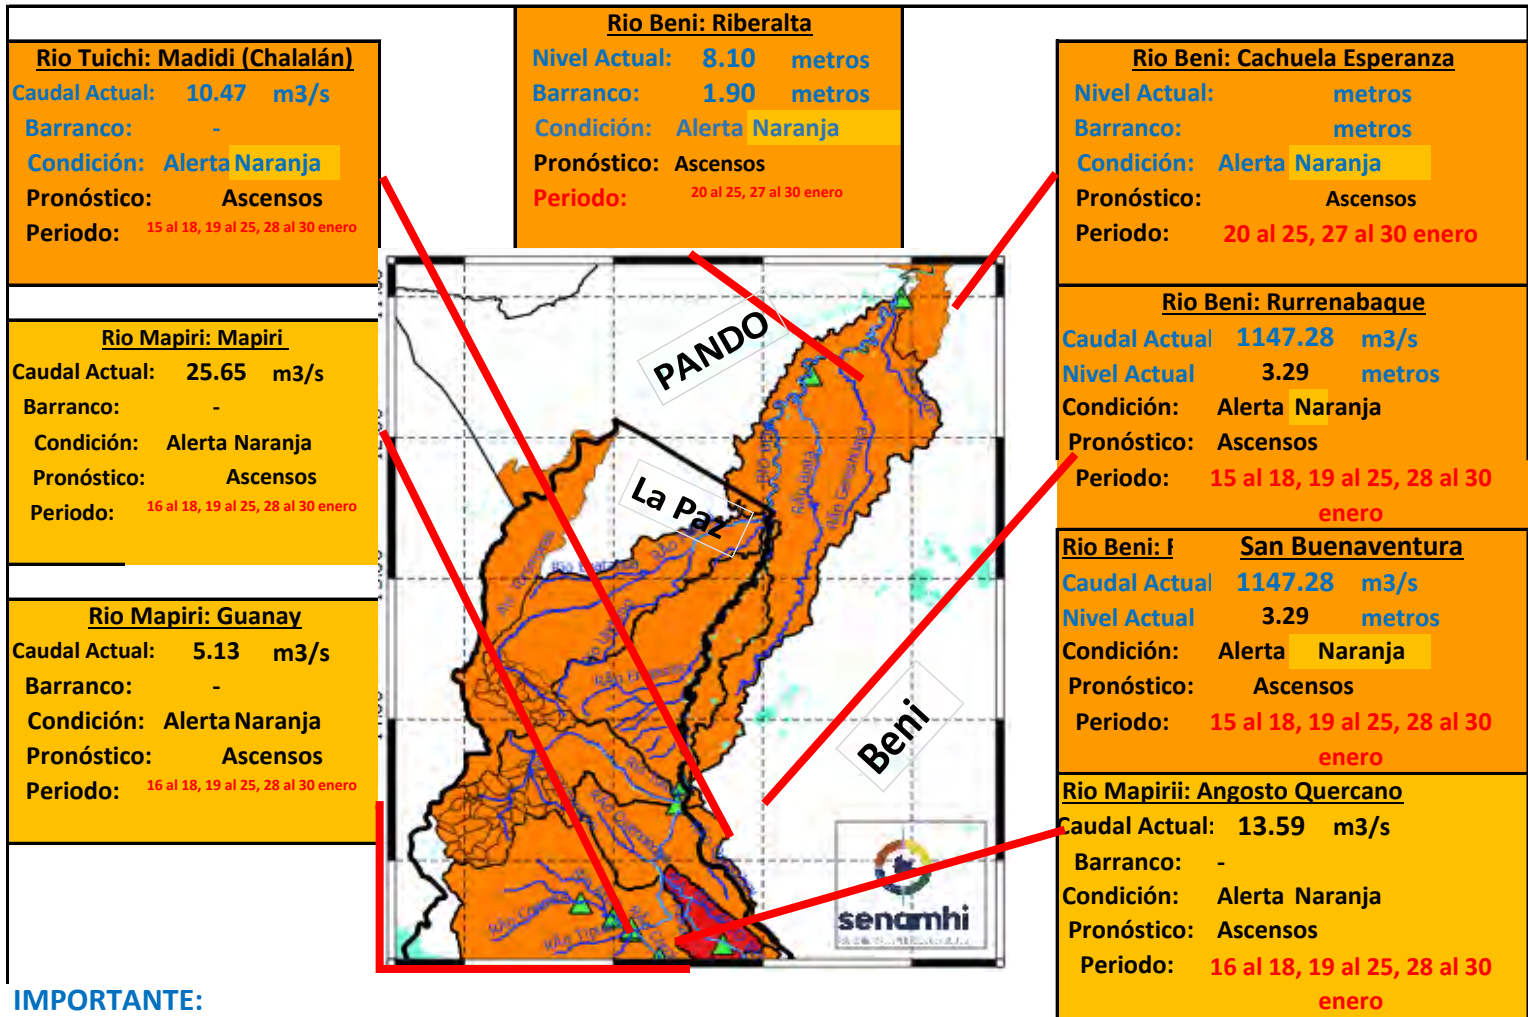 Rio Tuichi: Madidi (Chalalán)
Caudal Actual: 10.47 m3/s
Barranco: -
Condición: Alerta Naranja
Pronóstico: Ascensos
Periodo: 15 al 18, 19 al 25, 28 al 30 enero
Rio Mapiri: Mapiri
Caudal Actual: 25.65 m3/s
Barranco: -
Condición: Alerta Naranja
Pronóstico: Ascensos
Periodo: 16 al 18, 19 al 25, 28 al 30 enero
Rio Mapiri: Guanay
Caudal Actual: 5.13 m3/s
Barranco: -
Condición: Alerta Naranja
Pronóstico: Ascensos
Periodo: 16 al 18, 19 al 25, 28 al 30 enero
Rio Beni: Riberalta
Nivel Actual: 8.10 metros
Barranco: 1.90 metros
Condición: Alerta Naranja
Pronóstico: Ascensos
Periodo: 20 al 25, 27 al 30 enero
PANDO
La Paz
Beni
senamhi
Rio Beni: Cachuela Esperanza
Nivel Actual: metros
Barranco: metros
Condición: Alerta Naranja
Pronóstico: Ascensos
Periodo: 20 al 25, 27 al 30 enero
Rio Beni: Rurrenabaque
Caudal Actual 1147.28 m3/s
Nivel Actual 3.29 metros
Condición: Alerta Naranja
Pronóstico: Ascensos
Periodo: 15 al 18, 19 al 25, 28 al 30
enero
Rio Beni: San Buenaventura
Caudal Actual 1147.28 m3/s
Nivel Actual 3.29 metros
Condición: Alerta Naranja
Pronóstico: Ascensos
Periodo: 15 al 18, 19 al 25, 28 al 30
enero
Rio Mapirii: Angosto Quercano
Caudal Actual: 13.59 m3/s
Barranco: -
Condición: Alerta Naranja
Pronóstico: Ascensos
Periodo: 16 al 18, 19 al 25, 28 al 30
enero
IMPORTANTE: